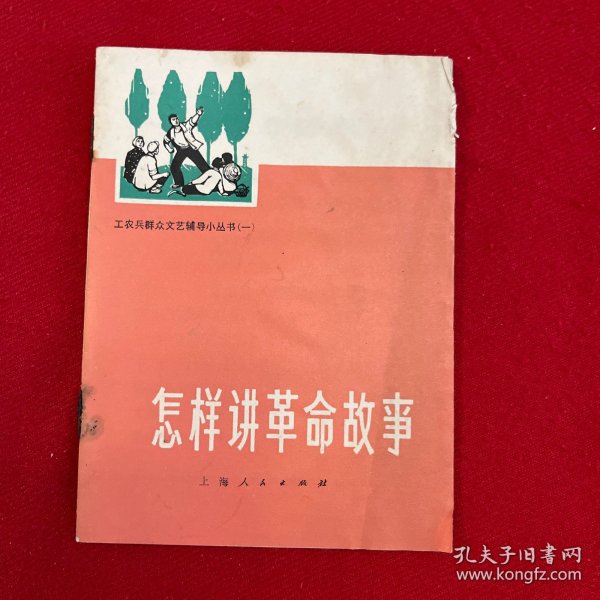 工农兵群众文艺辅导小丛书(一)
怎样讲革命故事
上海人民出版社
孔夫子旧書网
www.kongfz.com